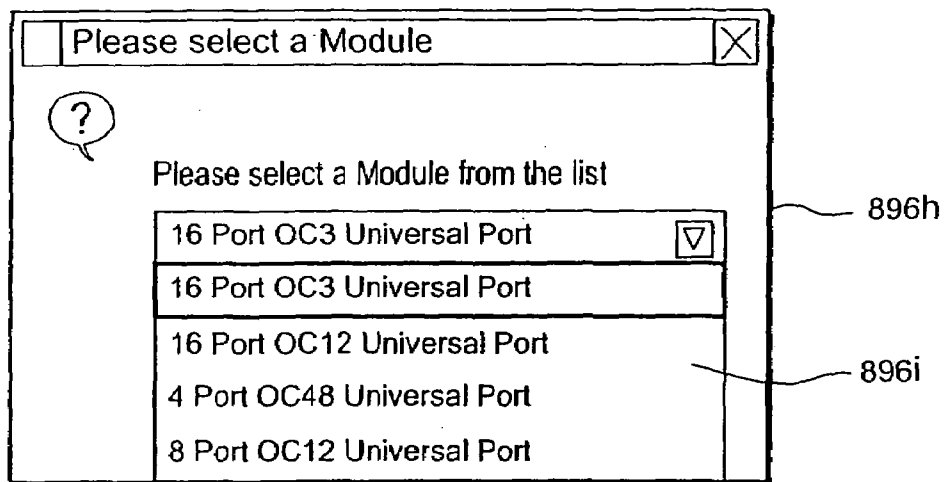 Please select a Module
?
Please select a Module from the list
896h
16 Port OC3 Universal Port
16 Port OC3 Universal Port
16 Port OC12 Universal Port
896i
4 Port OC48 Universal Port
8 Port OC12 Universal Port